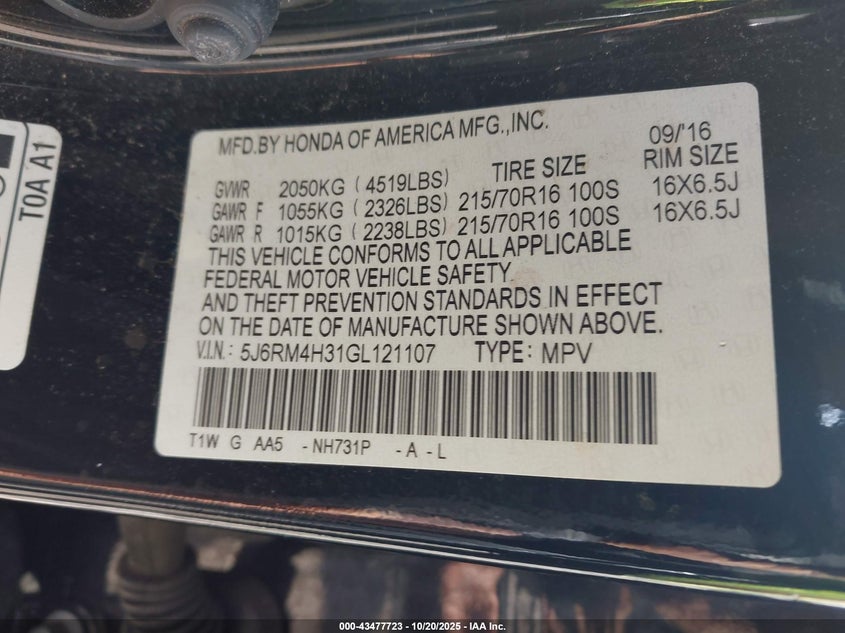 MFD.BY HONDA OF AMERICA MFG.,INC. 09/'16
TIRE SIZE RIM SIZE
GVWR 2050KG ( 4519LBS)
GAWR F 1055KG ( 2326LBS) 215/70R16 100S 16X6.5J
GAWR R 1015KG ( 2238LBS) 215/70R16 100S 16X6.5J
THIS VEHICLE CONFORMS TO ALL APPLICABLE
FEDERAL MOTOR VEHICLE SAFETY
AND THEFT PREVENTION STANDARDS IN EFFECT
ON THE DATE OF MANUFACTURE SHOWN ABOVE.
V.I.N.: 5J6RM4H31GL121107 TYPE: MPV
T1W G AA5 -NH731P -A-L
T0A A1
000-43477723 - 10/20/2025 - IAA Inc.